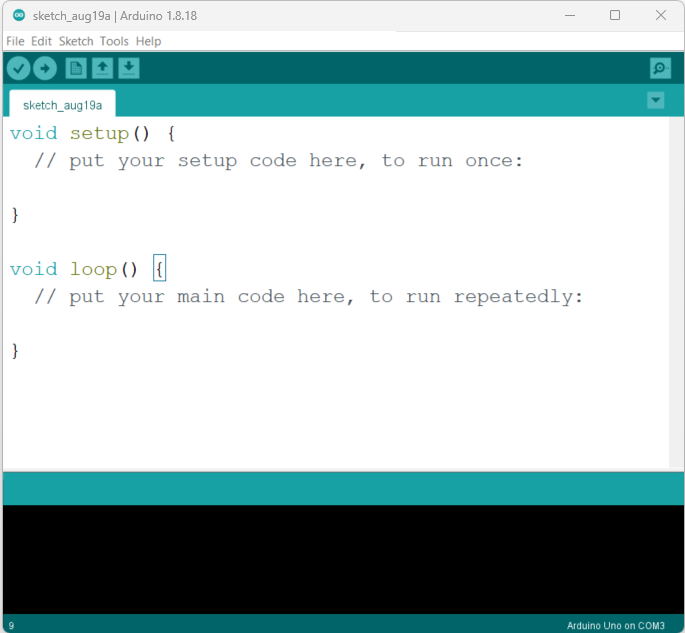 sketch_aug19a | Arduino 1.8.18
File Edit Sketch Tools Help
sketch_aug19a
void setup() {
  // put your setup code here, to run once:
}
void loop() {
  // put your main code here, to run repeatedly:
}
9 Arduino Uno on COM3